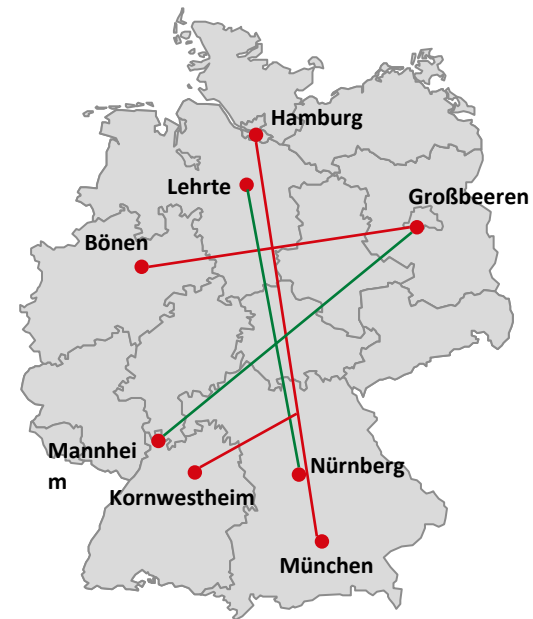 Hamburg
Lehrte
Großbeeren
Bönen
Mannhei
m
Nürnberg
Kornwestheim
München